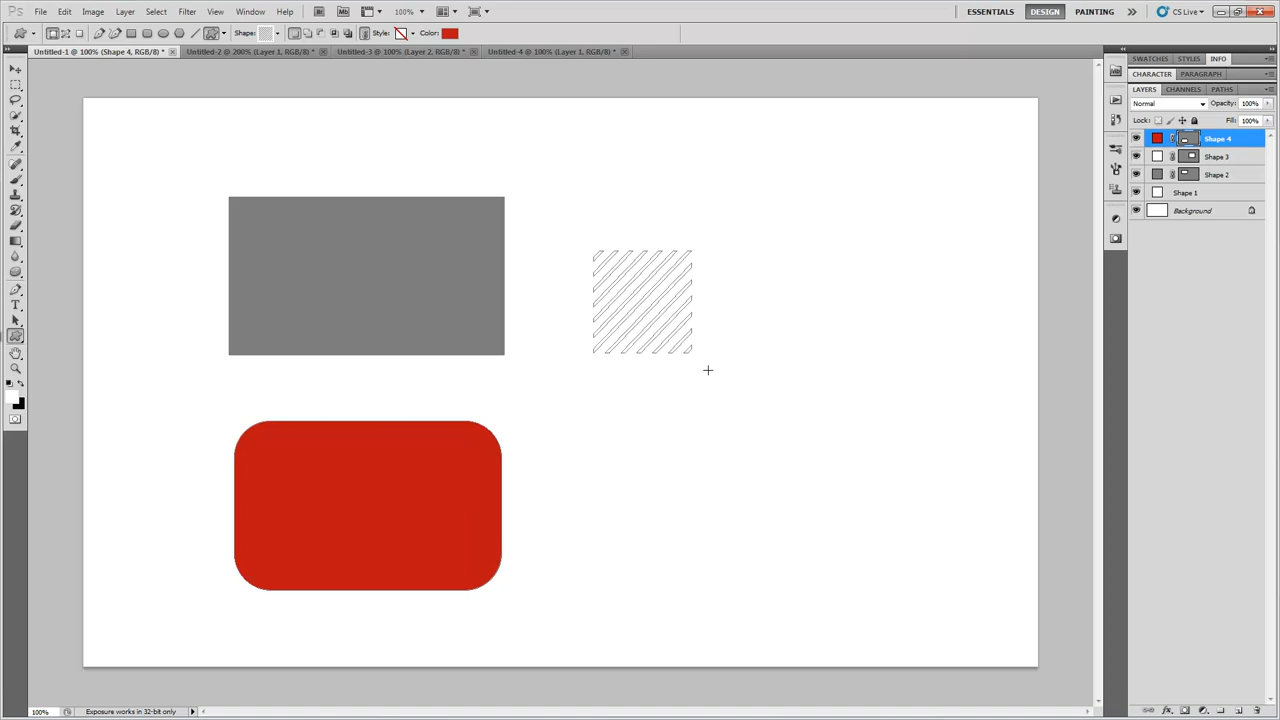 Ps File Edit Image Layer Select Filter View Window Help Mb 100% ESSENTIALS DESIGN PAINTING CS Live
Shape: Style: Color:
Untitled-1 @ 100% (Shape 4, RGB/8) * Untitled-2 @ 200% (Layer 1, RGB/8) * Untitled-3 @ 100% (Layer 2, RGB/8) * Untitled-4 @ 100% (Layer 1, RGB/8) *
SWATCHES STYLES INFO
CHARACTER PARAGRAPH
LAYERS CHANNELS PATHS
Normal Opacity: 100%
Lock: Fill: 100%
Shape 4
Shape 3
Shape 2
Shape 1
Background
100% Exposure works in 32-bit only